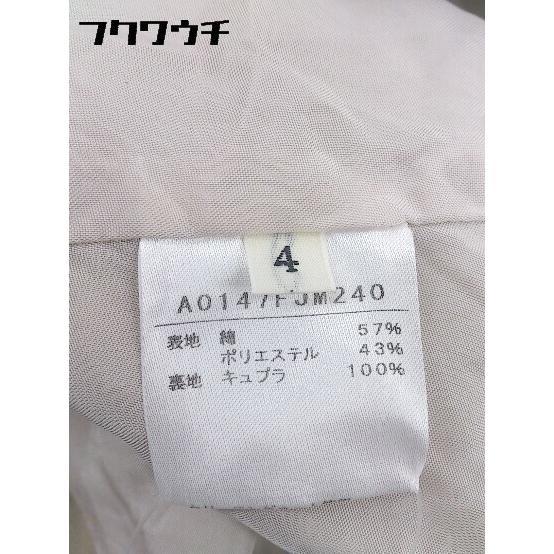 フクワウチ
4
A0147FJM240
表地 綿 57%
ポリエステル 43%
裏地 キュプラ 100%